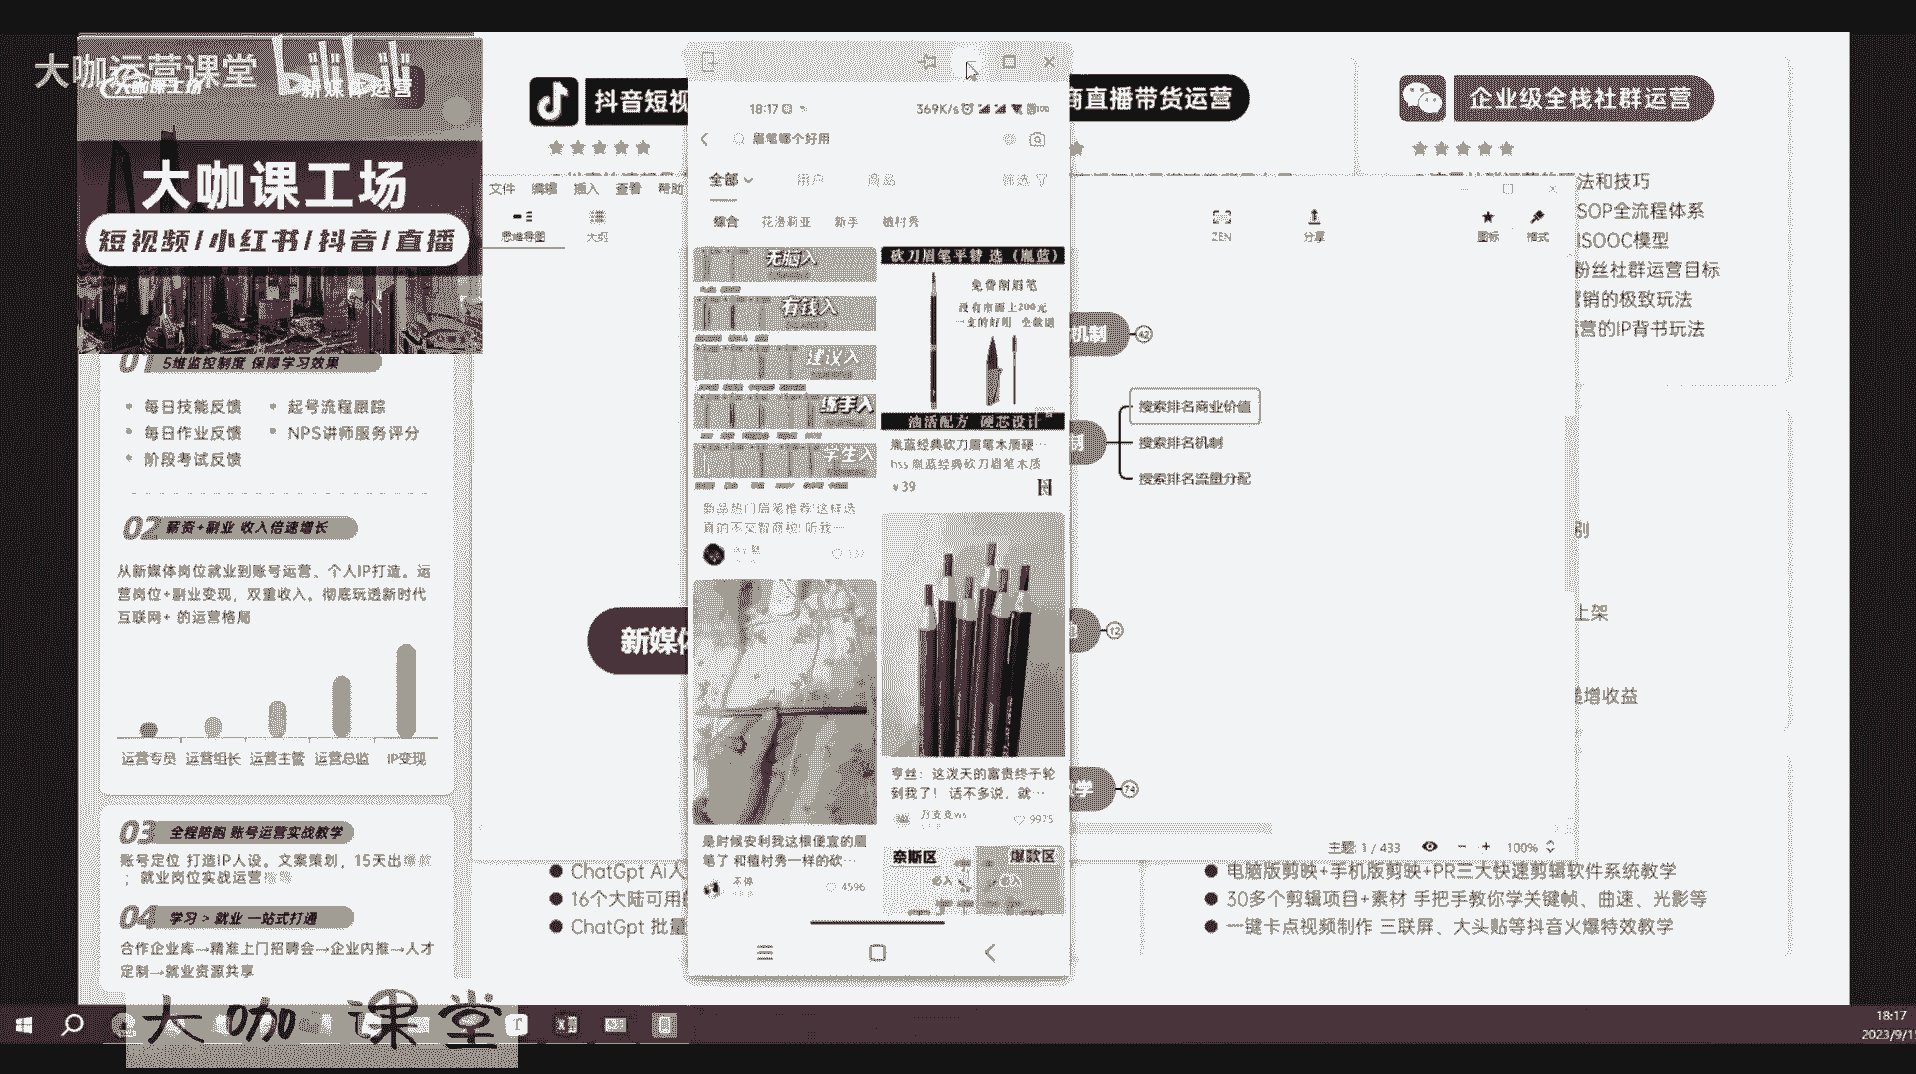 大咖运营课堂
bilibili
大咖课工场
新媒体运营
大咖课工场
短视频/小红书/抖音/直播
01 5维监控制度 保障学习效果
每日技能反馈
起号流程跟踪
每日作业反馈
NPS讲师服务评分
阶段考试反馈
02 薪资+副业 收入倍速增长
从新媒体岗位就业到账号运营、个人IP打造。运
营岗位+副业变现，双重收入。彻底玩透新时代
互联网+ 的运营格局
运营专员 运营组长 运营主管 运营总监 IP变现
03 全程陪跑 账号运营实战教学
账号定位 打造IP人设。文案策划，15天出爆款
；就业岗位实战运营
04 学习 > 就业 一站式打通
合作企业库→精准上门招聘会→企业内推→人才
定制→就业资源共享
大咖课堂
抖音短视
商直播带货运营
企业级全栈社群运营
法和技巧
SOP全流程体系
ISOOC模型
粉丝社群运营目标
营销的极致玩法
运营的IP背书玩法
别
上架
递增收益
文件 编辑 插入 查看 帮助
思维导图
大纲
ZEN
分享
图标
格式
新媒体
机制
42
搜索排名商业价值
搜索排名机制
搜索排名流量分配
12
学
74
主题: 1 / 433
100%
18:17
369K/s
眉笔哪个好用
全部
用户
商品
筛选
综合
花洛莉亚
新手
植村秀
无脑入
有钱入
建议入
练手入
学生入
新品热门眉笔推荐!这样选
真的不交智商税! 听我…
137
砍刀眉笔平替 选（胤蓝）
免费削眉笔
没有市面上200元
一支的好用 全款退
油活配方 硬芯设计
胤蓝经典砍刀眉笔木质硬…
hss 胤蓝经典砍刀眉笔木质
¥39
亨丝：这泼天的富贵终于轮
到我了！ 话不多说，就…
9975
是时候安利我这根便宜的眉
笔了 和植村秀一样的砍…
不停
4596
奈斯区
爆款区
ChatGpt AI人
16个大陆可用的
ChatGpt 批量
电脑版剪映+手机版剪映+PR三大快速剪辑软件系统教学
30多个剪辑项目+素材 手把手教你学关键帧、曲速、光影等
一键卡点视频制作 三联屏、大头贴等抖音火爆特效教学
18:17
2023/9/1